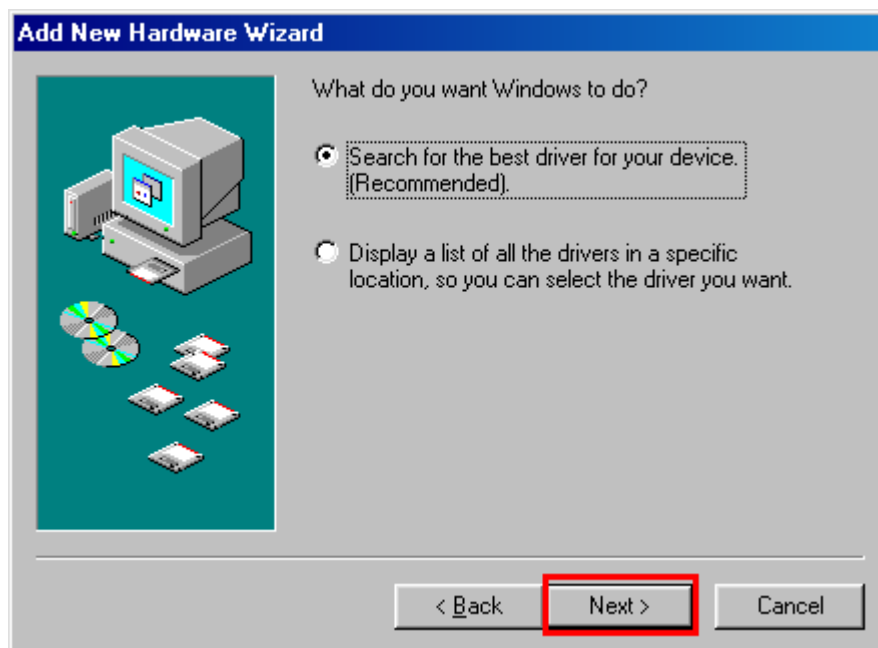 Add New Hardware Wizard
What do you want Windows to do?
Search for the best driver for your device.
(Recommended).
Display a list of all the drivers in a specific
location, so you can select the driver you want.
< Back
Next >
Cancel